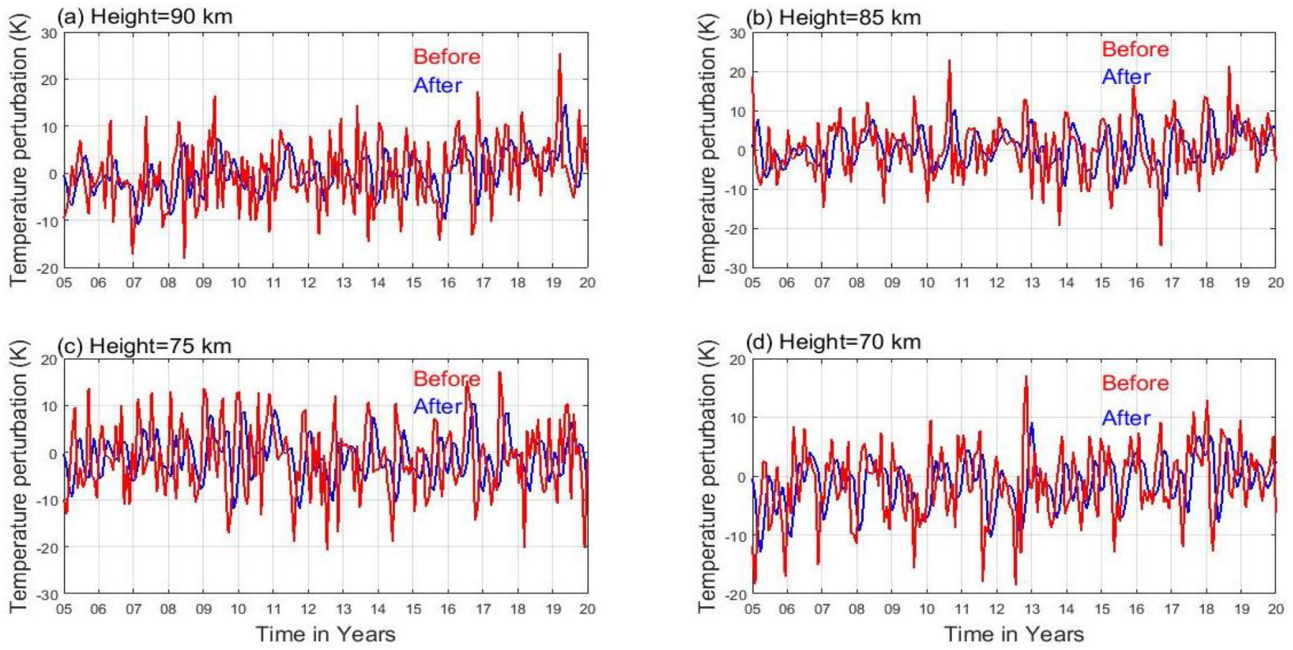 (a) Height=90 km
Temperature perturbation (K)
30
20
10
0
-10
-20
Before
After
05 06 07 08 09 10 11 12 13 14 15 16 17 18 19 20
(b) Height=85 km
Temperature perturbation (K)
30
20
10
0
-10
-20
-30
Before
After
05 06 07 08 09 10 11 12 13 14 15 16 17 18 19 20
(c) Height=75 km
Temperature perturbation (K)
20
10
0
-10
-20
-30
Before
After
05 06 07 08 09 10 11 12 13 14 15 16 17 18 19 20
Time in Years
(d) Height=70 km
Temperature perturbation (K)
20
10
0
-10
-20
Before
After
05 06 07 08 09 10 11 12 13 14 15 16 17 18 19 20
Time in Years